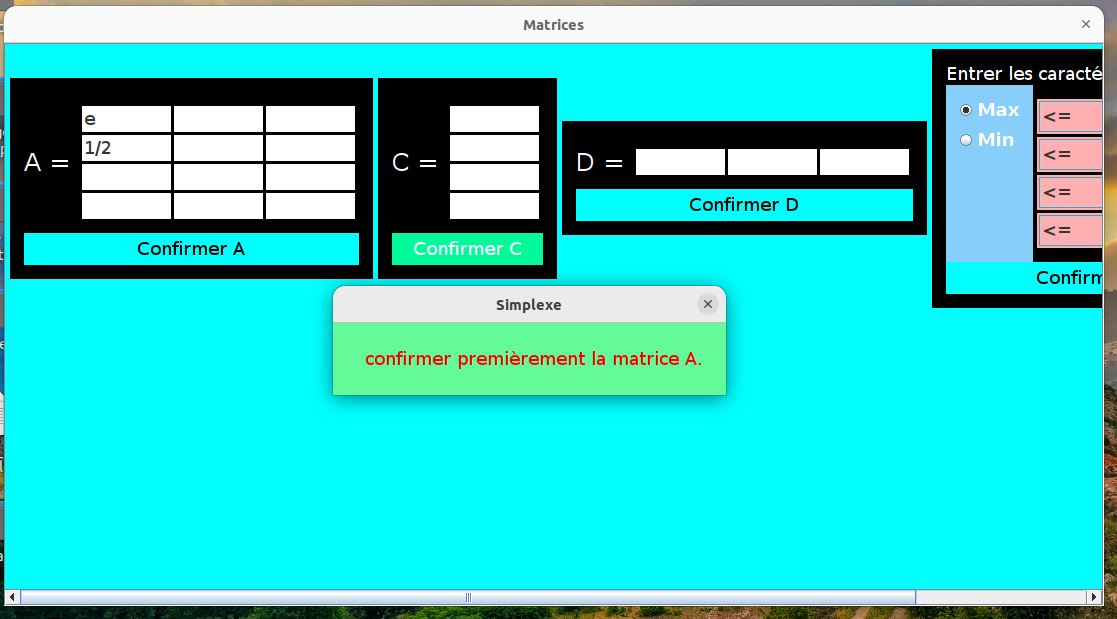 Matrices
Entrer les caracté
A =
e
1/2
C =
D =
Max
Min
<=
<=
<=
<=
Confirmer A
Confirmer C
Confirmer D
Confirm
Simplexe
confirmer premièrement la matrice A.